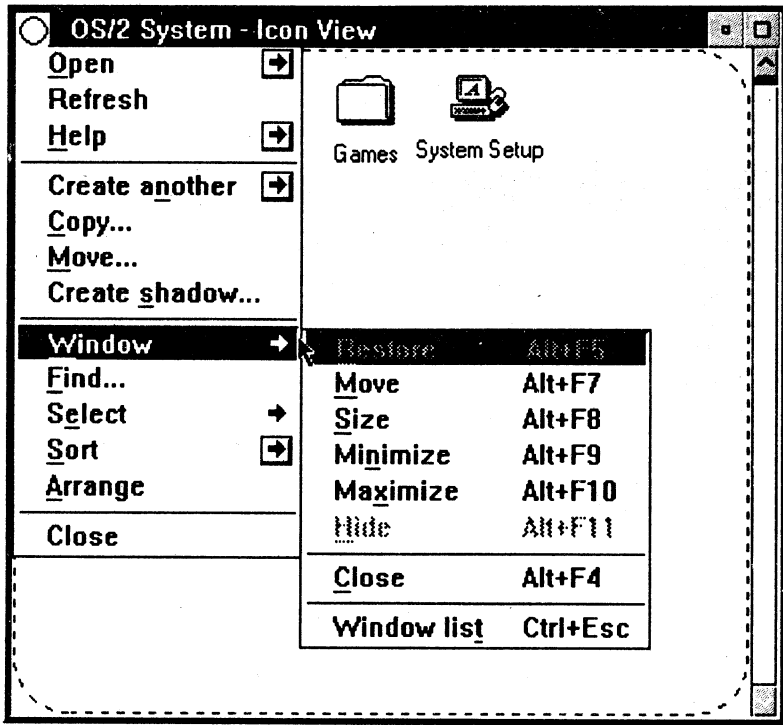 OS/2 System - Icon View
Open
Refresh
Help
Create another
Copy...
Move...
Create shadow...
Window
Find...
Select
Sort
Arrange
Close
Games
System Setup
Restore Alt+F5
Move Alt+F7
Size Alt+F8
Minimize Alt+F9
Maximize Alt+F10
Hide Alt+F11
Close Alt+F4
Window list Ctrl+Esc